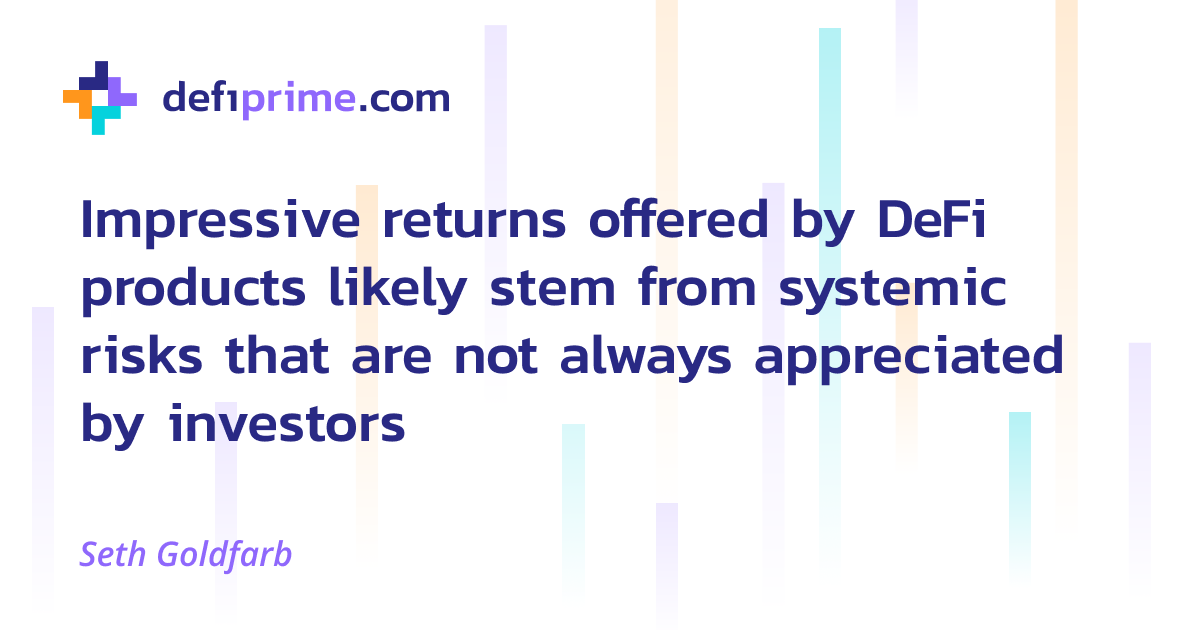 defiprime.com
Impressive returns offered by DeFi
products likely stem from systemic
risks that are not always appreciated
by investors
Seth Goldfarb